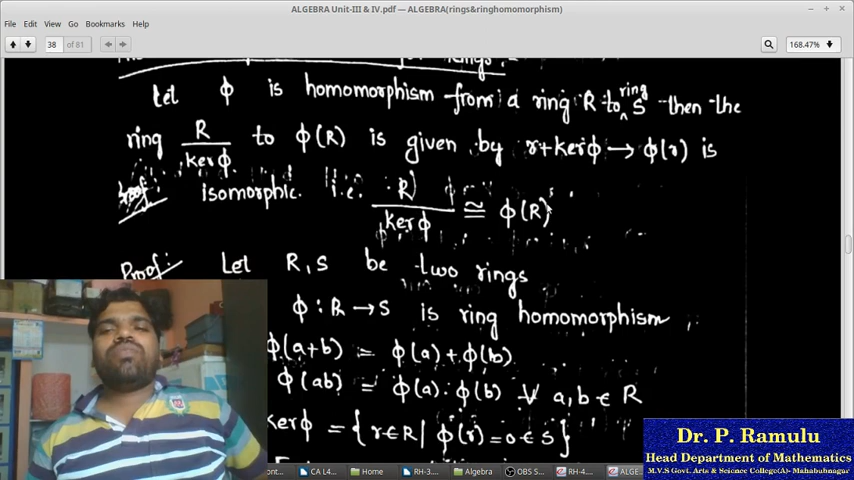 ALGEBRA Unit-III & IV.pdf — ALGEBRA(rings&ringhomomorphism)
File Edit View Go Bookmarks Help
38 of 81
168.47%
for rings:
Let ϕ is homomorphism from a ring R to ring S then the
ring R/kerϕ to ϕ(R) is given by r+kerϕ → ϕ(r) is
Proof: isomorphic. i.e. R/kerϕ ≅ ϕ(R)
Proof: Let R, S be two rings
ϕ : R → S is ring homomorphism
ϕ(a+b) = ϕ(a)+ϕ(b)
ϕ(ab) = ϕ(a).ϕ(b) ∀ a,b ∈ R
kerϕ = {r∈R | ϕ(r)=0 ∈ S}
Dr. P. Ramulu
Head Department of Mathematics
M.V.S Govt. Arts & Science College(A)- Mahabubnagar
CA L4... Home RH-3.... Algebra OBS S... RH-4.... ALGE...